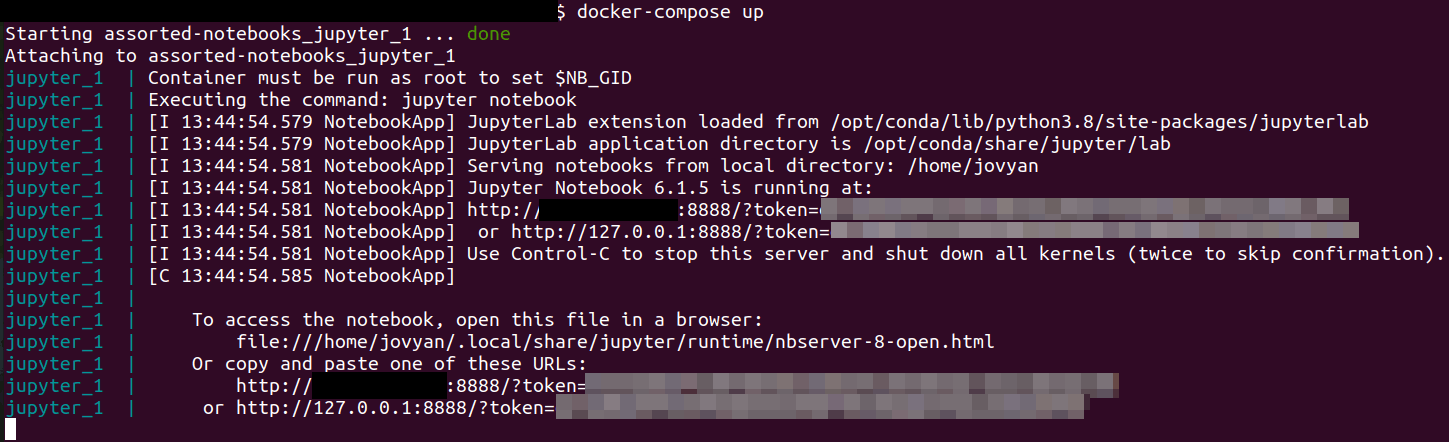 $ docker-compose up
Starting assorted-notebooks_jupyter_1 ... done
Attaching to assorted-notebooks_jupyter_1
jupyter_1  | Container must be run as root to set $NB_GID
jupyter_1  | Executing the command: jupyter notebook
jupyter_1  | [I 13:44:54.579 NotebookApp] JupyterLab extension loaded from /opt/conda/lib/python3.8/site-packages/jupyterlab
jupyter_1  | [I 13:44:54.579 NotebookApp] JupyterLab application directory is /opt/conda/share/jupyter/lab
jupyter_1  | [I 13:44:54.581 NotebookApp] Serving notebooks from local directory: /home/jovyan
jupyter_1  | [I 13:44:54.581 NotebookApp] Jupyter Notebook 6.1.5 is running at:
jupyter_1  | [I 13:44:54.581 NotebookApp] http:// :8888/?token=
jupyter_1  | [I 13:44:54.581 NotebookApp]  or http://127.0.0.1:8888/?token=
jupyter_1  | [I 13:44:54.581 NotebookApp] Use Control-C to stop this server and shut down all kernels (twice to skip confirmation).
jupyter_1  | [C 13:44:54.585 NotebookApp]
jupyter_1  |
jupyter_1  |     To access the notebook, open this file in a browser:
jupyter_1  |         file:///home/jovyan/.local/share/jupyter/runtime/nbserver-8-open.html
jupyter_1  |     Or copy and paste one of these URLs:
jupyter_1  |         http:// :8888/?token=
jupyter_1  |      or http://127.0.0.1:8888/?token=